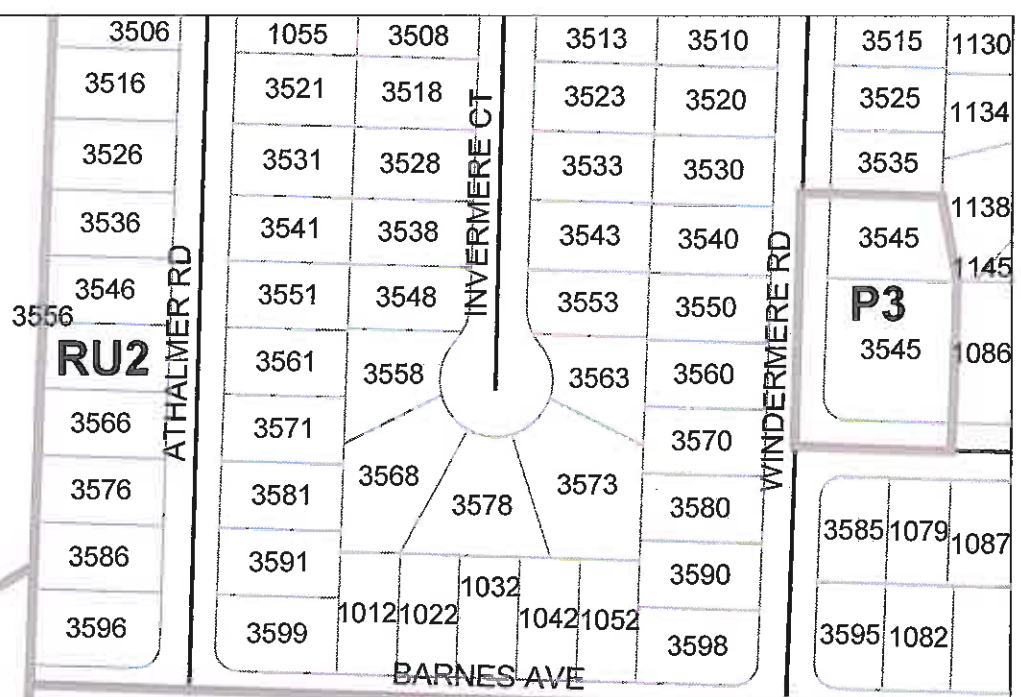 3506 1055 3508 3513 3510 3515 1130
3516 3521 3518 3523 3520 3525 1134
3526 3531 3528 3533 3530 3535
3536 3541 3538 3543 3540 3545 1138
3546 3551 3548 3553 3550 P3 1145
3556
RU2 3561 3558 3563 3560 3545 1086
3566 3571 3570
3576 3581 3568 3578 3573 3580 3585 1079 1087
3586 3591 3590
1012 1022 1032 1042 1052
3596 3599 3598 3595 1082
ATHALMER RD
INVERMERE CT
WINDERMERE RD
BARNES AVE